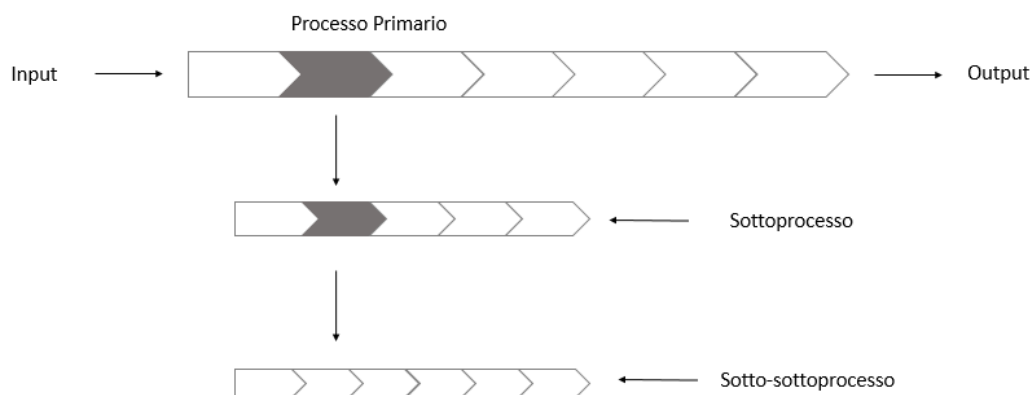 Processo Primario
Input
Output
Sottoprocesso
Sotto-sottoprocesso